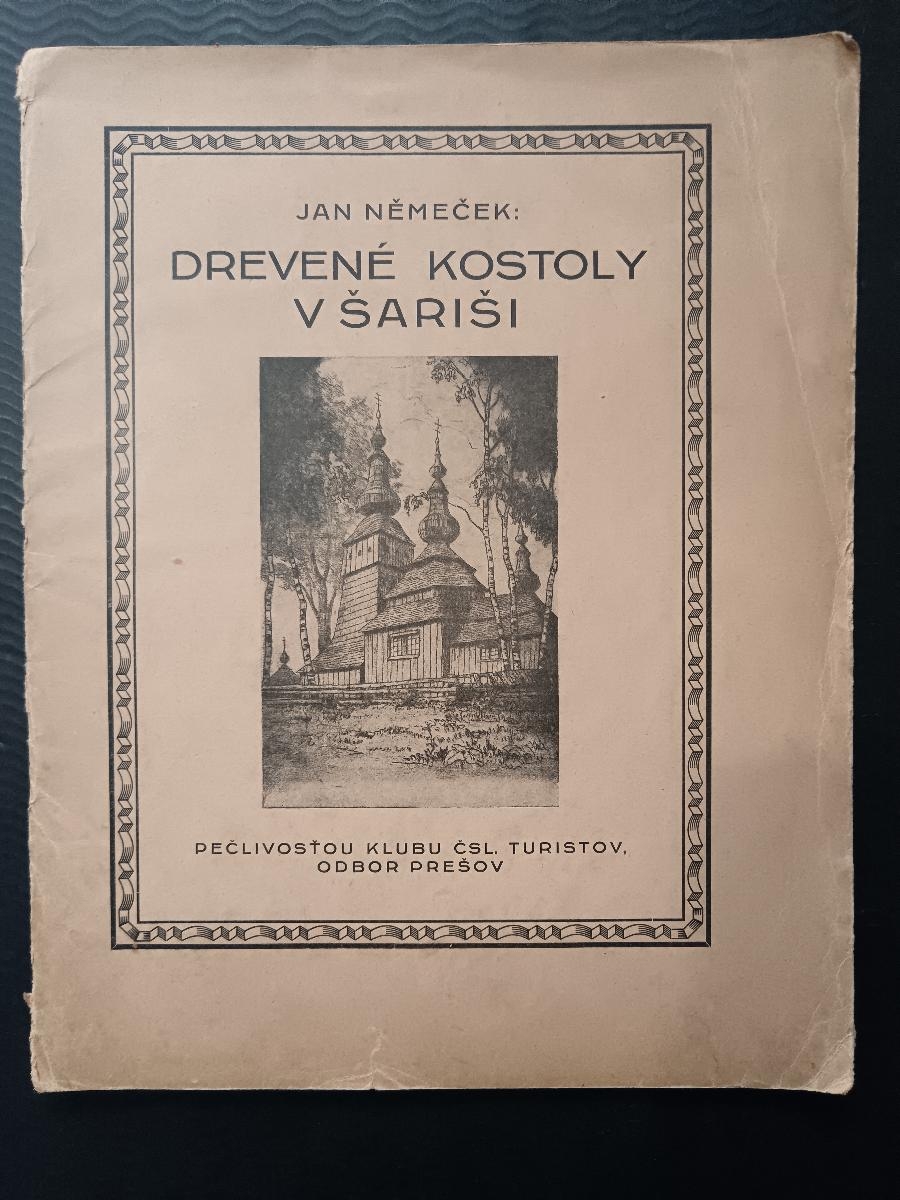 JAN NĚMEČEK:
DREVENÉ KOSTOLY
V ŠARIŠI
PEČLIVOSŤOU KLUBU ČSL. TURISTOV,
ODBOR PREŠOV